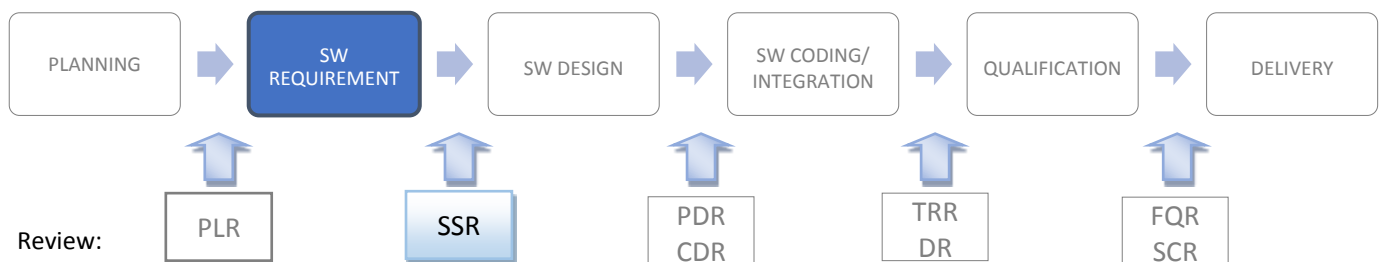 PLANNING
SW
REQUIREMENT
SW DESIGN
SW CODING/
INTEGRATION
QUALIFICATION
DELIVERY
Review:
PLR
SSR
PDR
CDR
TRR
DR
FQR
SCR